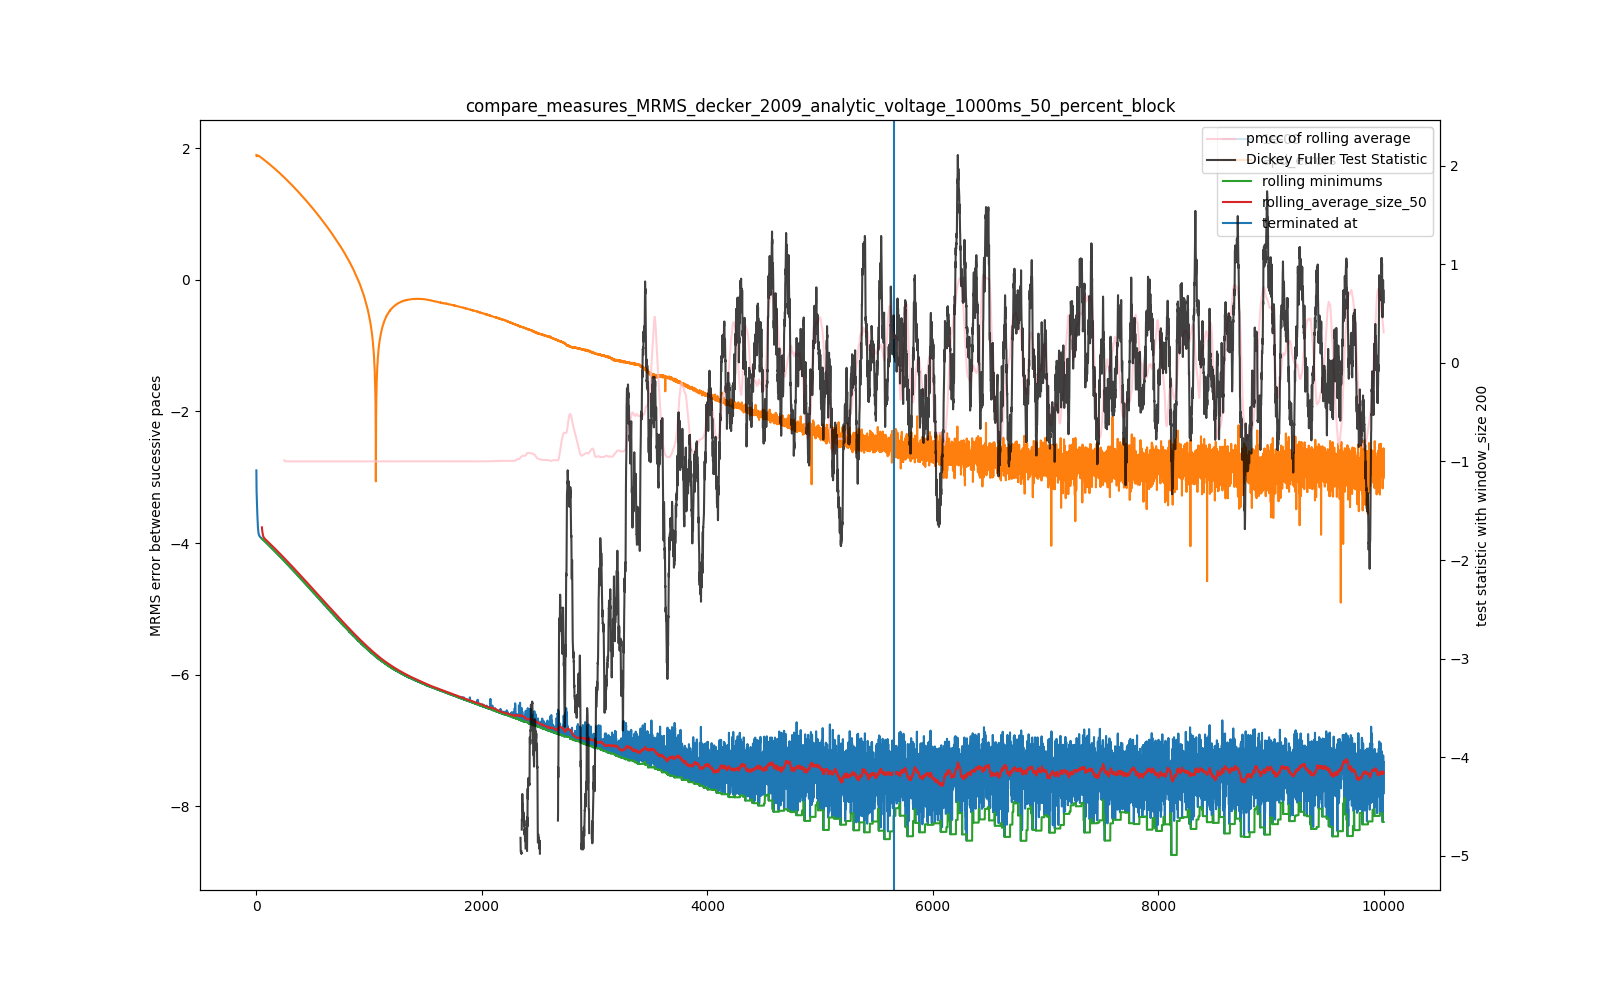 compare_measures_MRMS_decker_2009_analytic_voltage_1000ms_50_percent_block
MRMS error between sucessive paces
2
0
−2
−4
−6
−8
0
2000
4000
6000
8000
10000
2
1
0
−1
−2
−3
−4
−5
test statistic with window_size 200
pmcc of rolling average
Dickey Fuller Test Statistic
rolling minimums
rolling_average_size_50
terminated at